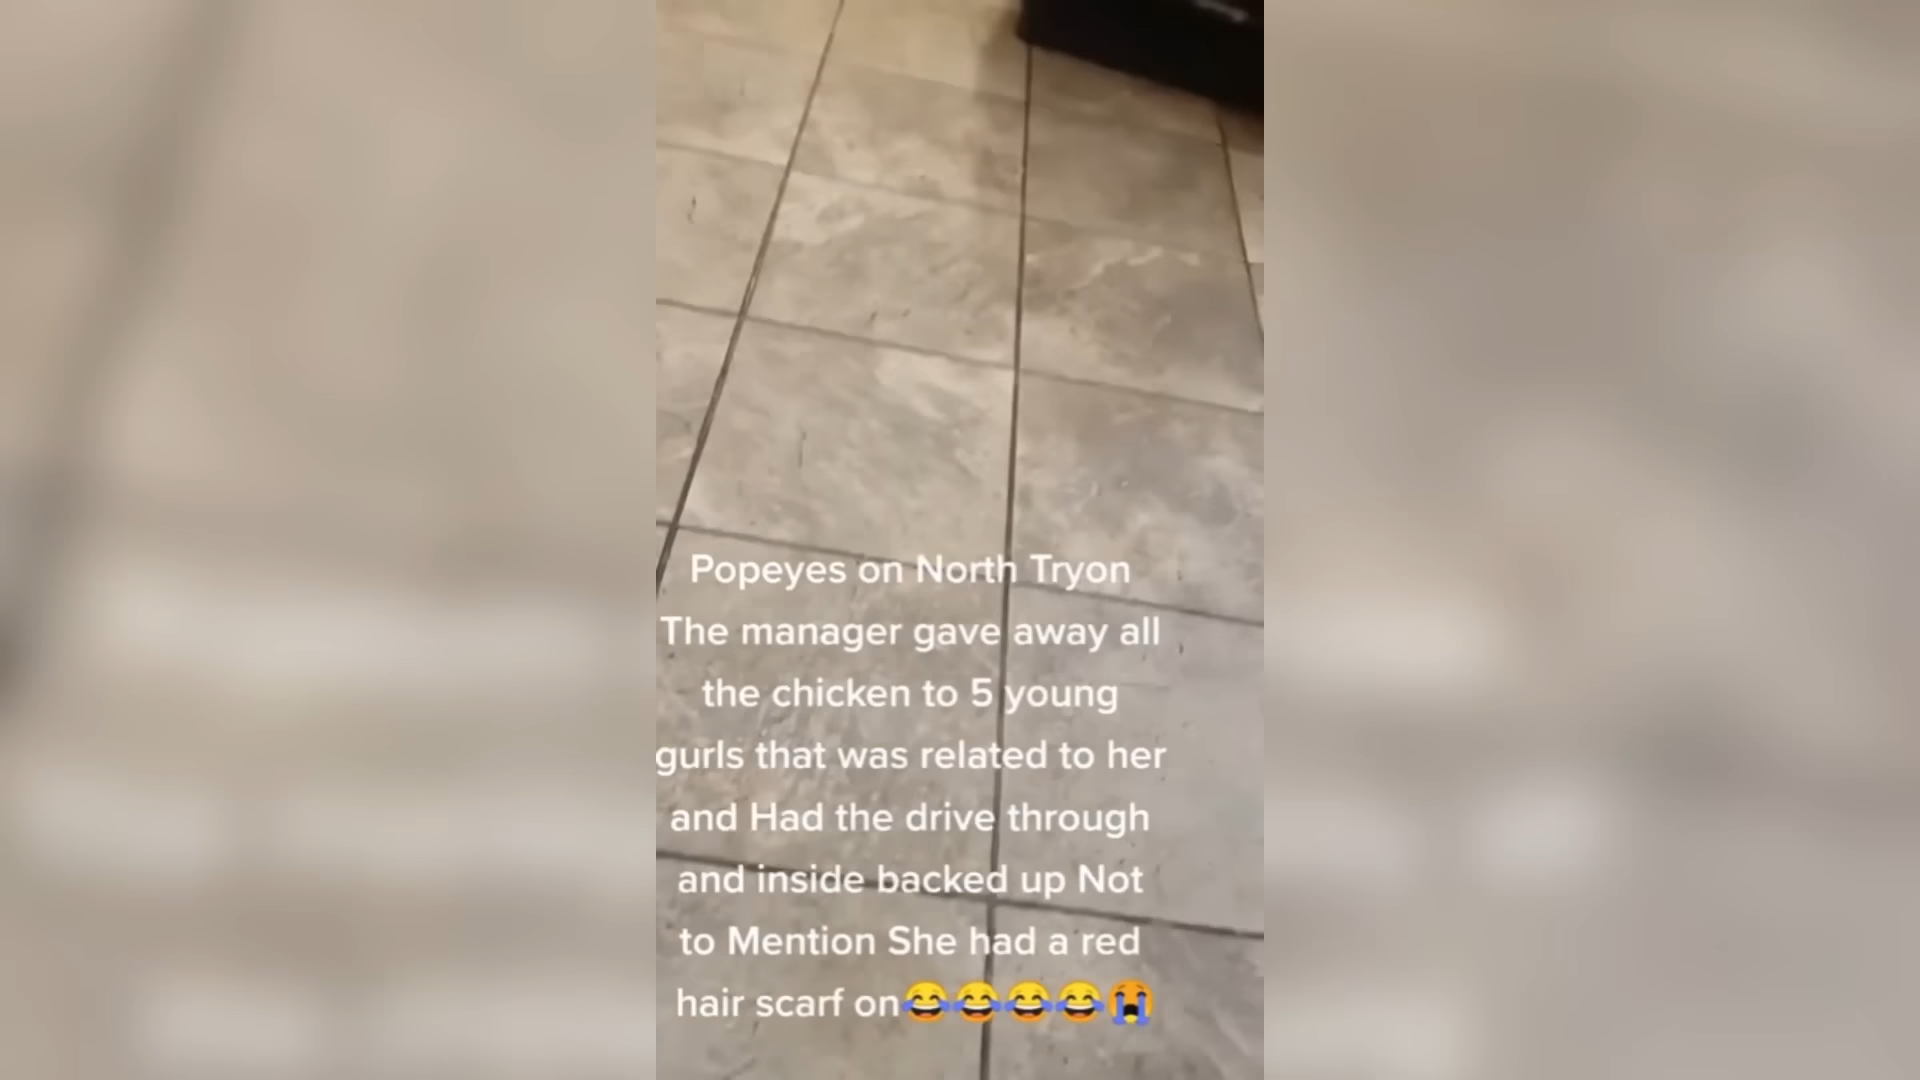 Popeyes on North Tryon
The manager gave away all
the chicken to 5 young
gurls that was related to her
and Had the drive through
and inside backed up Not
to Mention She had a red
hair scarf on😂😂😂😂😭